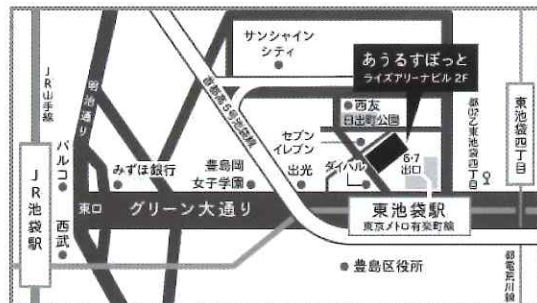 サンシャイン
シティ
あうるすぽっと
ライズアリーナビル 2F
JR山手線
明治通り
首都高5号池袋線
西友
日出町公園
都02乙東池袋四丁目
東池袋四丁目
セブン
イレブン
パルコ
みずほ銀行
豊島岡
女子学園
出光
ダイハル
6・7
出口
JR池袋駅
東口
グリーン大通り
東池袋駅
東京メトロ有楽町線
西武
豊島区役所
都電荒川線